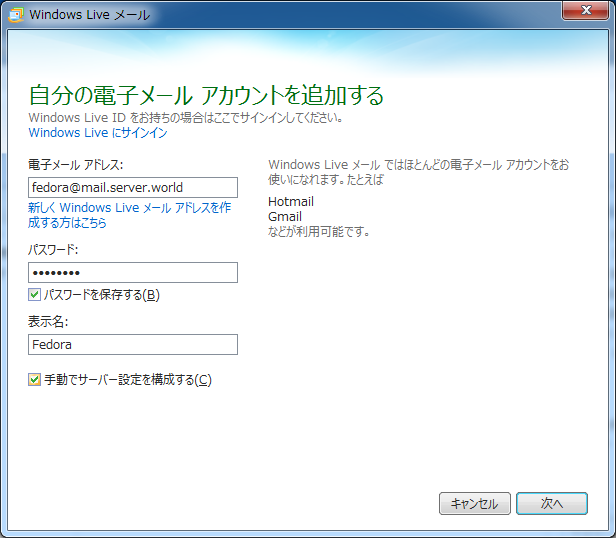 Windows Live メール
自分の電子メール アカウントを追加する
Windows Live ID をお持ちの場合はここでサインインしてください。
Windows Live にサインイン
電子メール アドレス:
fedora@mail.server.world
新しく Windows Live メール アドレスを作
成する方はこちら
パスワード:
••••••••
パスワードを保存する(B)
表示名:
Fedora
手動でサーバー設定を構成する(C)
Windows Live メール ではほとんどの電子メール アカウントをお
使いになれます。たとえば
Hotmail
Gmail
などが利用可能です。
キャンセル
次へ